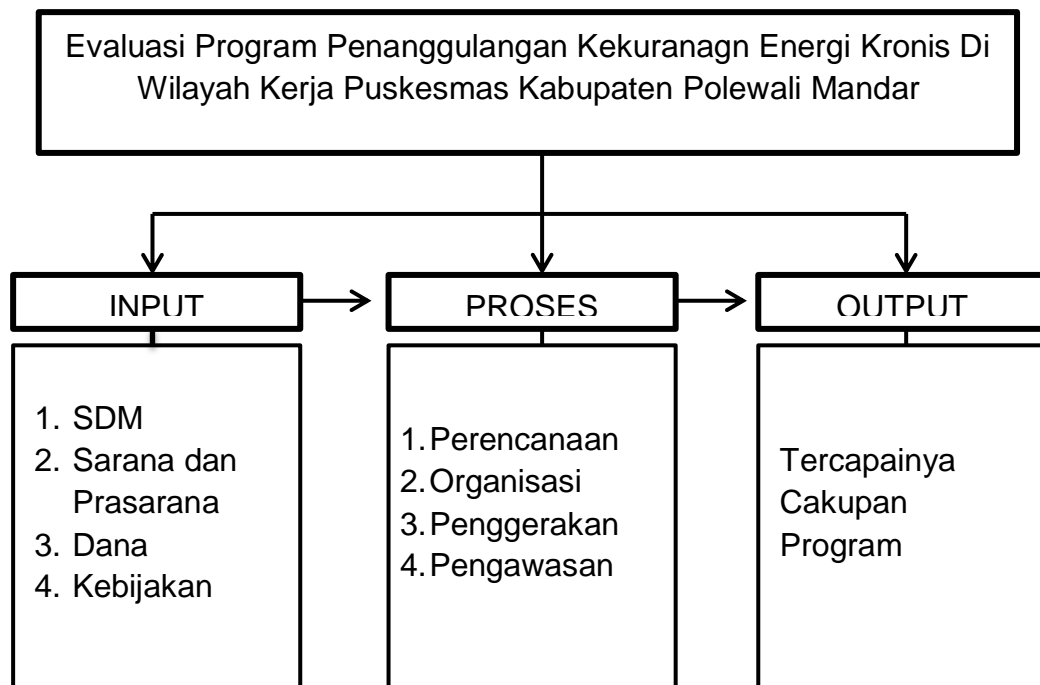 Evaluasi Program Penanggulangan Kekuranagn Energi Kronis Di
Wilayah Kerja Puskesmas Kabupaten Polewali Mandar
INPUT
PROSES
OUTPUT
1. SDM
2. Sarana dan
Prasarana
3. Dana
4. Kebijakan
1. Perencanaan
2. Organisasi
3. Penggerakan
4. Pengawasan
Tercapainya
Cakupan
Program